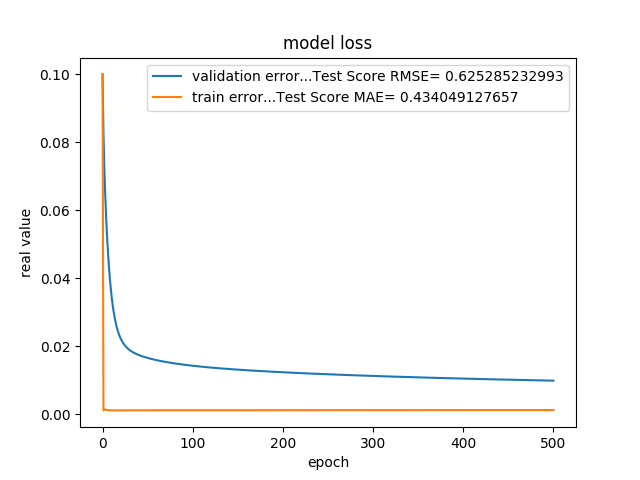 model loss
validation error...Test Score RMSE= 0.625285232993
train error...Test Score MAE= 0.434049127657
0.10
0.08
0.06
0.04
0.02
0.00
real value
0 100 200 300 400 500
epoch